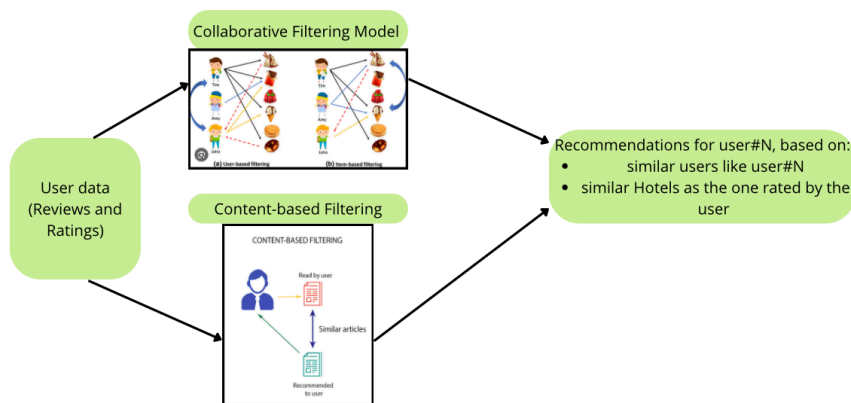 Collaborative Filtering Model
Tea
Amy
John
(a) User-based filtering
Tea
Amy
John
(b) Item-based filtering
User data
(Reviews and
Ratings)
Content-based Filtering
CONTENT-BASED FILTERING
Read by user
Similar articles
Recommended
to user
Recommendations for user#N, based on:
• similar users like user#N
• similar Hotels as the one rated by the
user